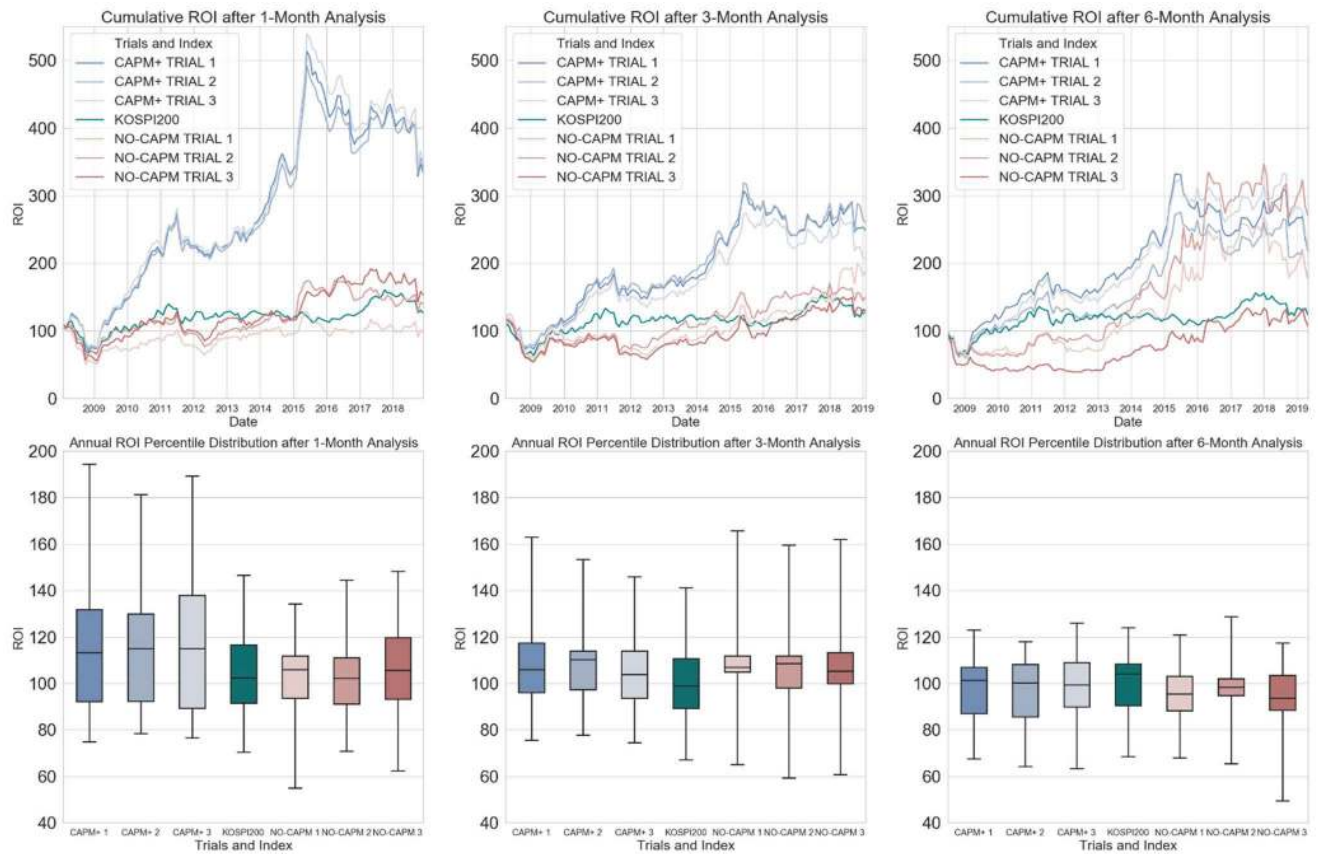 Cumulative ROI after 1-Month Analysis
500
400
300
200
100
0
ROI
Trials and Index
CAPM+ TRIAL 1
CAPM+ TRIAL 2
CAPM+ TRIAL 3
KOSPI200
NO-CAPM TRIAL 1
NO-CAPM TRIAL 2
NO-CAPM TRIAL 3
2009 2010 2011 2012 2013 2014 2015 2016 2017 2018
Date
Cumulative ROI after 3-Month Analysis
500
400
300
200
100
0
ROI
Trials and Index
CAPM+ TRIAL 1
CAPM+ TRIAL 2
CAPM+ TRIAL 3
KOSPI200
NO-CAPM TRIAL 1
NO-CAPM TRIAL 2
NO-CAPM TRIAL 3
2009 2010 2011 2012 2013 2014 2015 2016 2017 2018 2019
Date
Cumulative ROI after 6-Month Analysis
500
400
300
200
100
0
ROI
Trials and Index
CAPM+ TRIAL 1
CAPM+ TRIAL 2
CAPM+ TRIAL 3
KOSPI200
NO-CAPM TRIAL 1
NO-CAPM TRIAL 2
NO-CAPM TRIAL 3
2009 2010 2011 2012 2013 2014 2015 2016 2017 2018 2019
Date
Annual ROI Percentile Distribution after 1-Month Analysis
200
180
160
140
120
100
80
60
40
ROI
CAPM+ 1 CAPM+ 2 CAPM+ 3 KOSPI200 NO-CAPM 1 NO-CAPM 2 NO-CAPM 3
Trials and Index
Annual ROI Percentile Distribution after 3-Month Analysis
200
180
160
140
120
100
80
60
40
ROI
CAPM+ 1 CAPM+ 2 CAPM+ 3 KOSPI200 NO-CAPM 1 NO-CAPM 2 NO-CAPM 3
Trials and Index
Annual ROI Percentile Distribution after 6-Month Analysis
200
180
160
140
120
100
80
60
40
ROI
CAPM+ 1 CAPM+ 2 CAPM+ 3 KOSPI200 NO-CAPM 1 NO-CAPM 2 NO-CAPM 3
Trials and Index